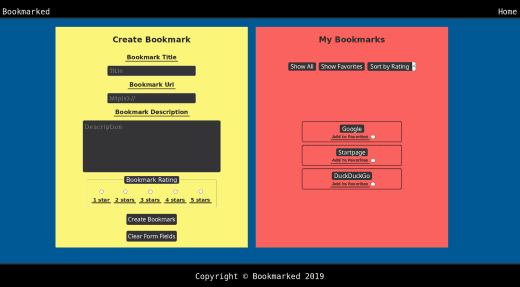 Bookmarked
Home
Create Bookmark
Bookmark Title
Title
Bookmark Url
http(s)://
Bookmark Description
Description
Bookmark Rating
1 star 2 stars 3 stars 4 stars 5 stars
Create Bookmark
Clear Form Fields
My Bookmarks
Show All Show Favorites Sort by Rating
Google
Add to Favorites
Startpage
Add to Favorites
DuckDuckGo
Add to Favorites
Copyright © Bookmarked 2019